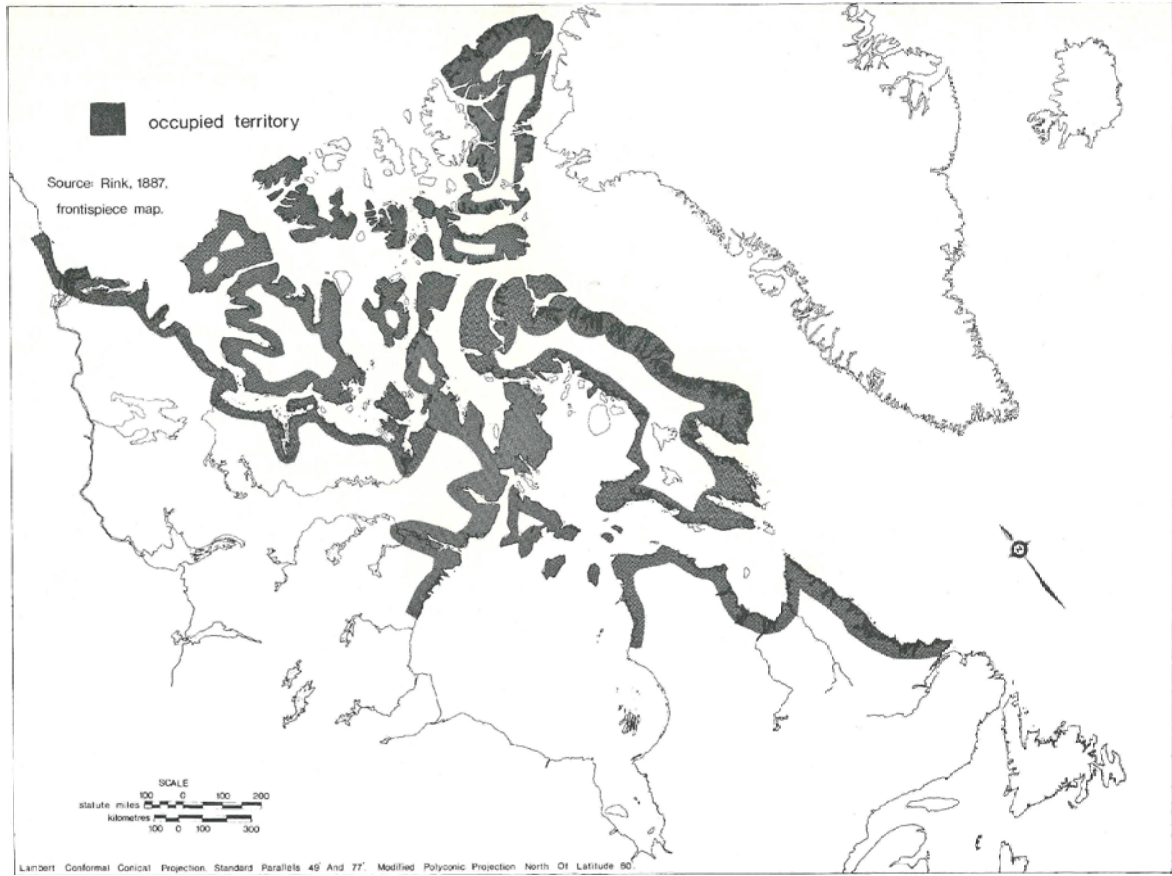 occupied territory
Source: Rink, 1887,
frontispiece map.
SCALE
100 0 100 200
statute miles
kilometres
100 0 100 300
Lambert Conformal Conical Projection. Standard Parallels 49° And 77°. Modified Polyconic Projection North Of Latitude 80°.